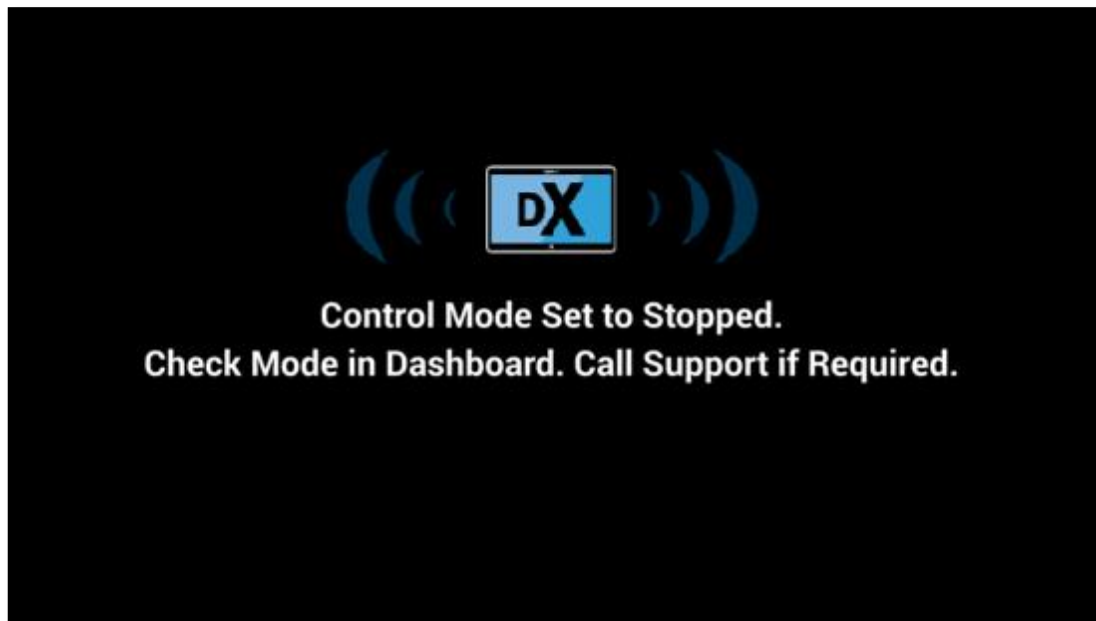 DX
Control Mode Set to Stopped.
Check Mode in Dashboard. Call Support if Required.